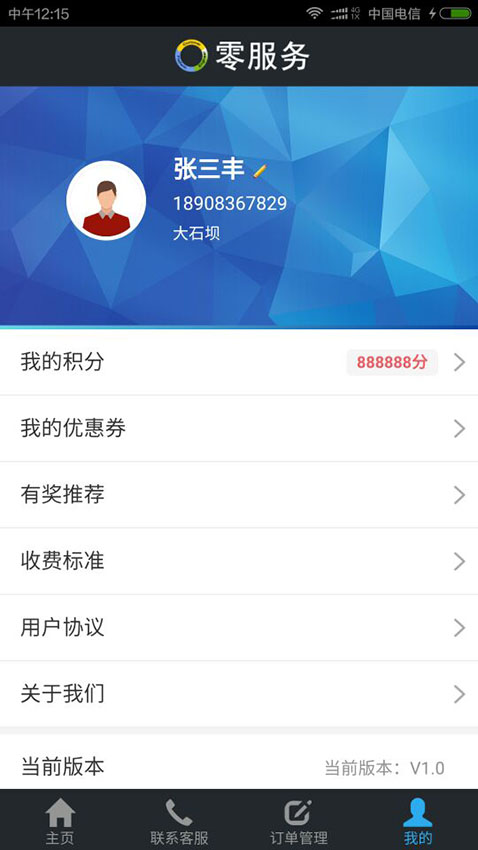 中午12:15
4G
1X
中国电信
零服务
张三丰
18908367829
大石坝
我的积分 888888分
我的优惠券
有奖推荐
收费标准
用户协议
关于我们
当前版本 当前版本：V1.0
主页 联系客服 订单管理 我的